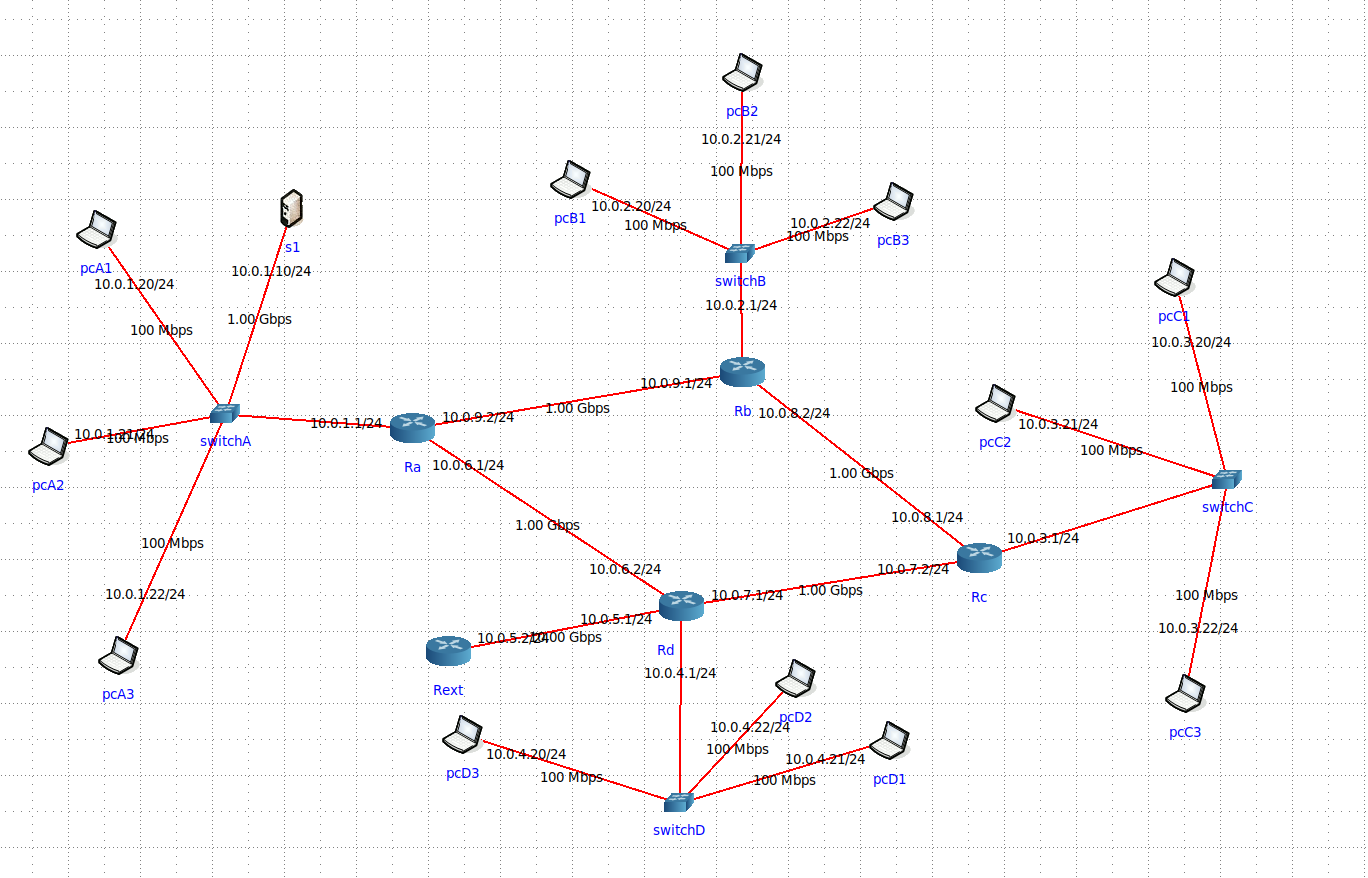 pcB2
10.0.2.21/24
100 Mbps
pcB1
10.0.2.20/24
100 Mbps
10.0.2.22/24
100 Mbps
pcB3
switchB
10.0.2.1/24
s1
10.0.1.10/24
1.00 Gbps
pcA1
10.0.1.20/24
100 Mbps
pcC1
10.0.3.20/24
100 Mbps
10.0.9.1/24
1.00 Gbps
10.0.9.2/24
Rb
10.0.8.2/24
10.0.1.1/24
switchA
10.0.1.21/24
100 Mbps
pcA2
Ra
10.0.6.1/24
pcC2
10.0.3.21/24
100 Mbps
1.00 Gbps
switchC
10.0.8.1/24
1.00 Gbps
10.0.3.1/24
100 Mbps
10.0.1.22/24
pcA3
10.0.6.2/24
10.0.7.2/24
1.00 Gbps
10.0.7.1/24
Rc
100 Mbps
10.0.3.22/24
pcC3
10.0.5.1/24
10.0.5.2/24
Rd
Rext
10.0.4.1/24
pcD2
10.0.4.22/24
100 Mbps
10.0.4.21/24
100 Mbps
pcD1
10.0.4.20/24
100 Mbps
pcD3
switchD